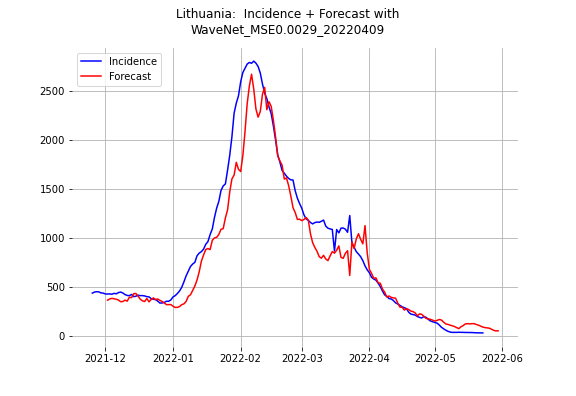 Lithuania:  Incidence + Forecast with
WaveNet_MSE0.0029_20220409
Incidence
Forecast
2500
2000
1500
1000
500
0
2021-12 2022-01 2022-02 2022-03 2022-04 2022-05 2022-06